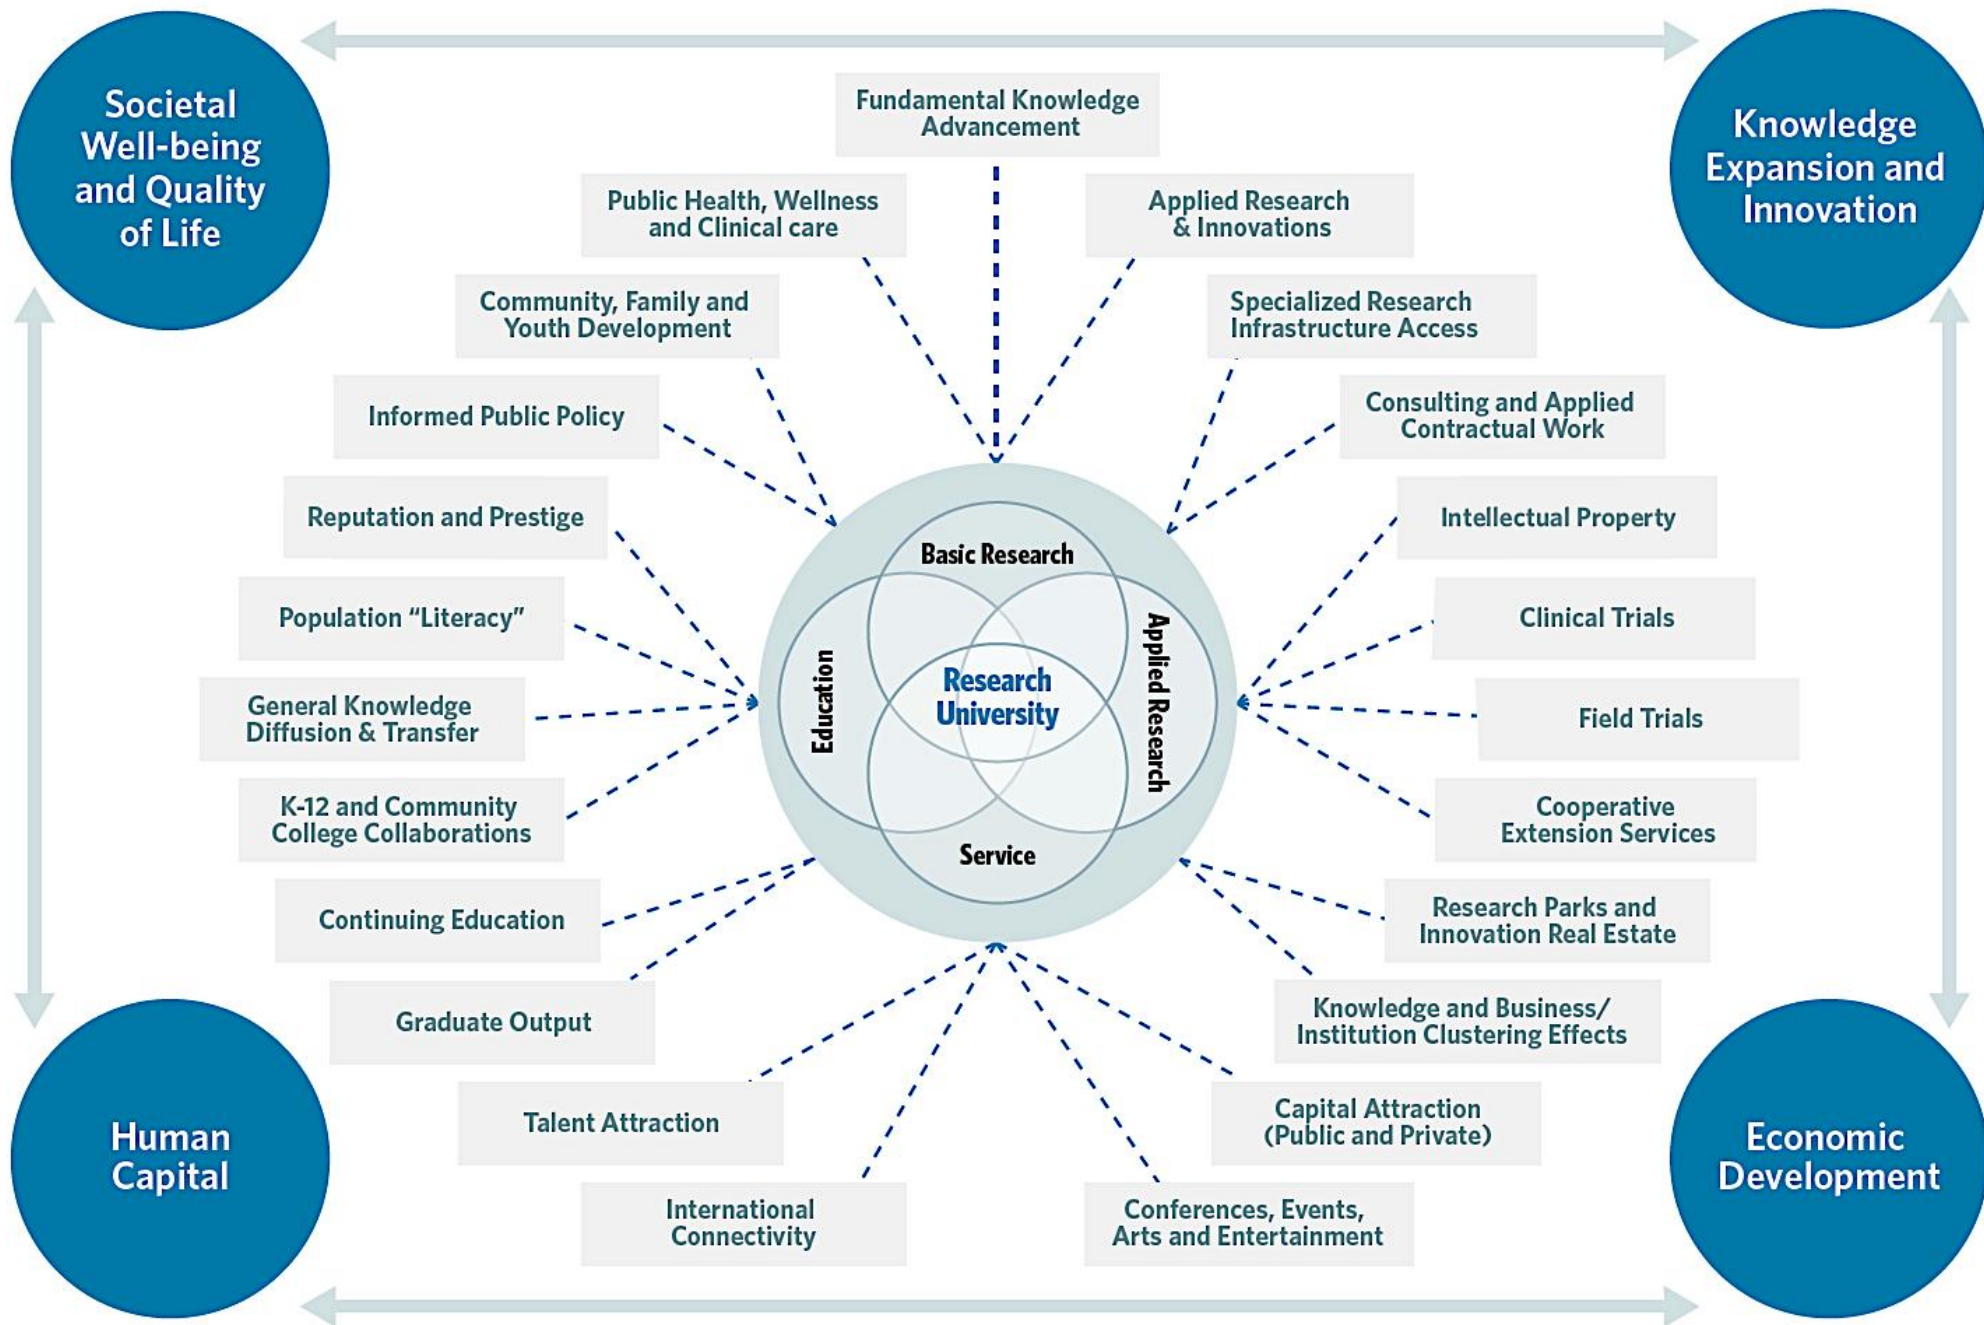 Societal
Well-being
and Quality
of Life
Knowledge
Expansion and
Innovation
Fundamental Knowledge
Advancement
Public Health, Wellness
and Clinical care
Applied Research
& Innovations
Community, Family and
Youth Development
Specialized Research
Infrastructure Access
Informed Public Policy
Consulting and Applied
Contractual Work
Reputation and Prestige
Intellectual Property
Population “Literacy”
Clinical Trials
General Knowledge
Diffusion & Transfer
Field Trials
K-12 and Community
College Collaborations
Cooperative
Extension Services
Continuing Education
Research Parks and
Innovation Real Estate
Graduate Output
Knowledge and Business/
Institution Clustering Effects
Talent Attraction
Capital Attraction
(Public and Private)
International
Connectivity
Conferences, Events,
Arts and Entertainment
Basic Research
Education
Research
University
Applied Research
Service
Human
Capital
Economic
Development